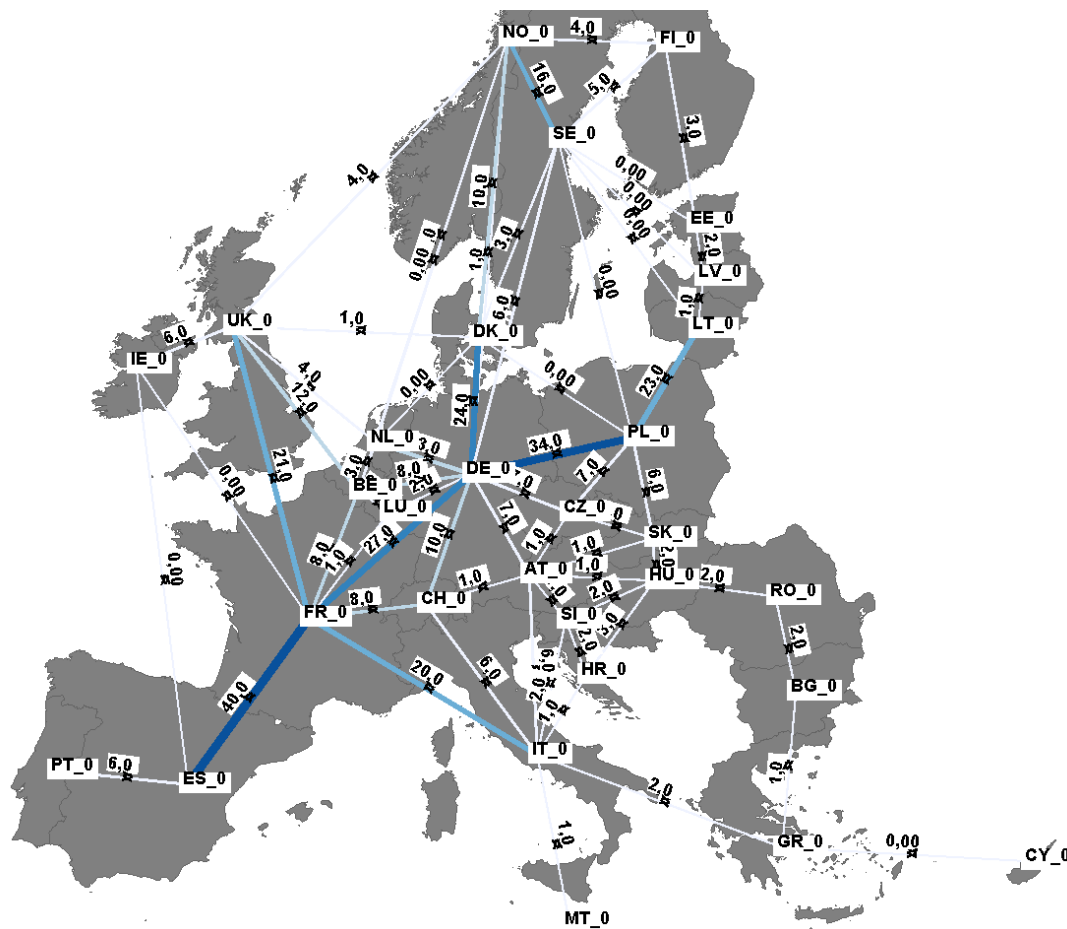 NO_0
4,0
FI_0
16,0
5,0
SE_0
3,0
4,0
10,0
0,00
0,00
0,00
EE_0
2,0
0,00
1,0
3,0
LV_0
0,00
6,0
1,0
LT_0
UK_0
1,0
DK_0
6,0
IE_0
4,0
12,0
0,00
24,0
0,00
23,0
NL_0
3,0
34,0
PL_0
21,0
3,0
8,0
DE_0
7,0
6,0
0,00
BE_0
2,0
LU_0
7,0
CZ_0
SK_0
27,0
10,0
1,0
1,0
2,0
8,0
1,0
0,00
1,0
AT_0
1,0
HU_0
2,0
RO_0
FR_0
8,0
CH_0
2,0
SI_0
2,0
2,0
HR_0
6,0
BG_0
40,0
20,0
2,0
1,0
IT_0
PT_0
6,0
ES_0
2,0
1,0
1,0
GR_0
0,00
CY_0
MT_0